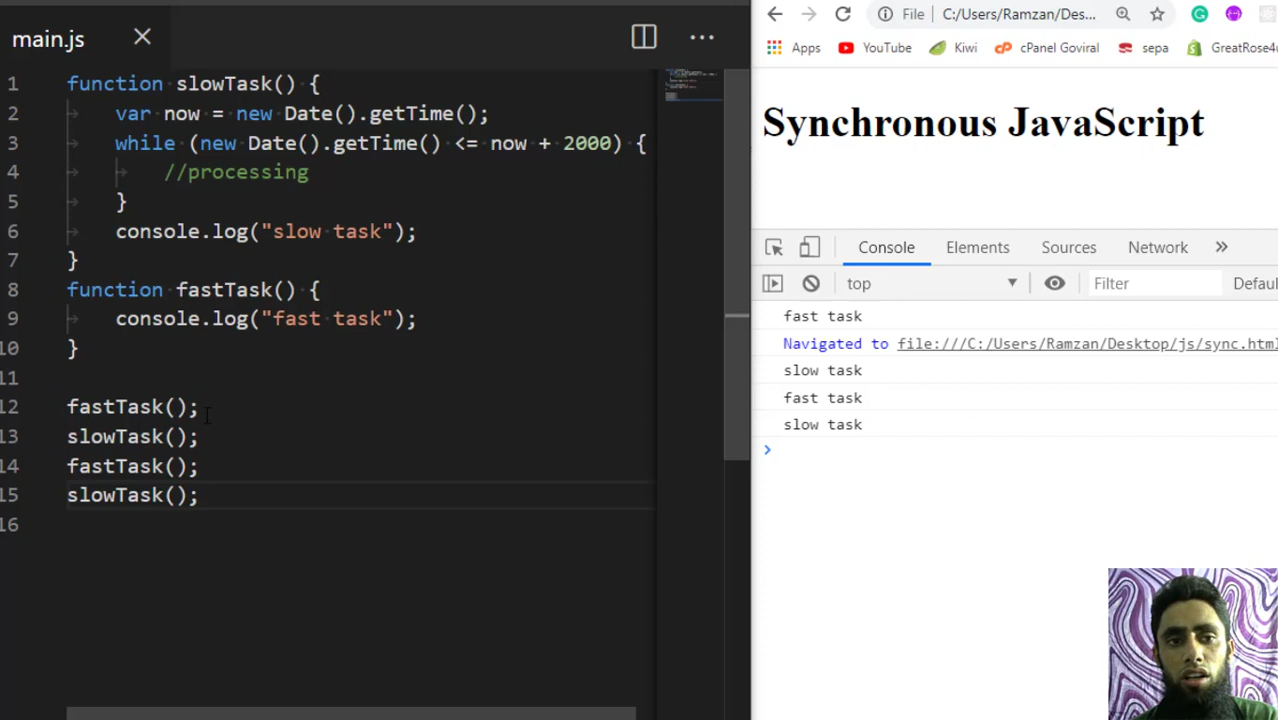 main.js
1 function slowTask() {
2 var now = new Date().getTime();
3 while (new Date().getTime() <= now + 2000) {
4 //processing
5 }
6 console.log("slow task");
7 }
8 function fastTask() {
9 console.log("fast task");
10 }
11
12 fastTask();
13 slowTask();
14 fastTask();
15 slowTask();
16
File C:/Users/Ramzan/Des...
Apps YouTube Kiwi cPanel Goviral sepa GreatRose4u
Synchronous JavaScript
Console Elements Sources Network »
top Filter Defaul
fast task
Navigated to file:///C:/Users/Ramzan/Desktop/js/sync.html
slow task
fast task
slow task
>